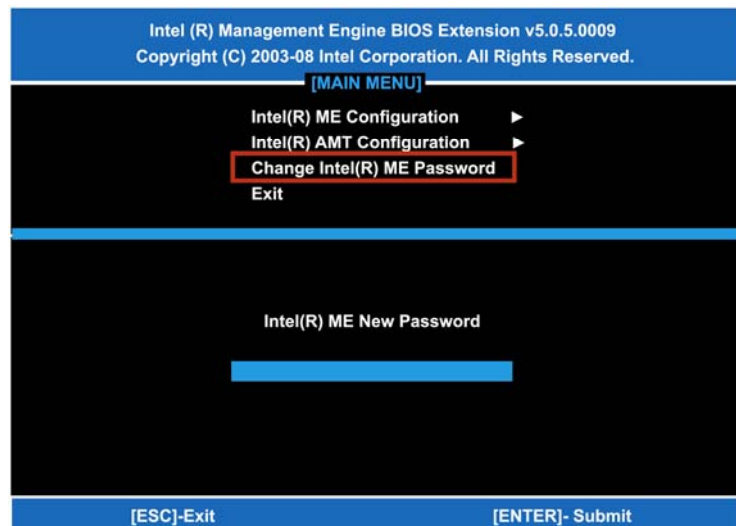 Intel (R) Management Engine BIOS Extension v5.0.5.0009
Copyright (C) 2003-08 Intel Corporation. All Rights Reserved.
[MAIN MENU]
Intel(R) ME Configuration ►
Intel(R) AMT Configuration ►
Change Intel(R) ME Password
Exit
Intel(R) ME New Password
[ESC]-Exit [ENTER]- Submit